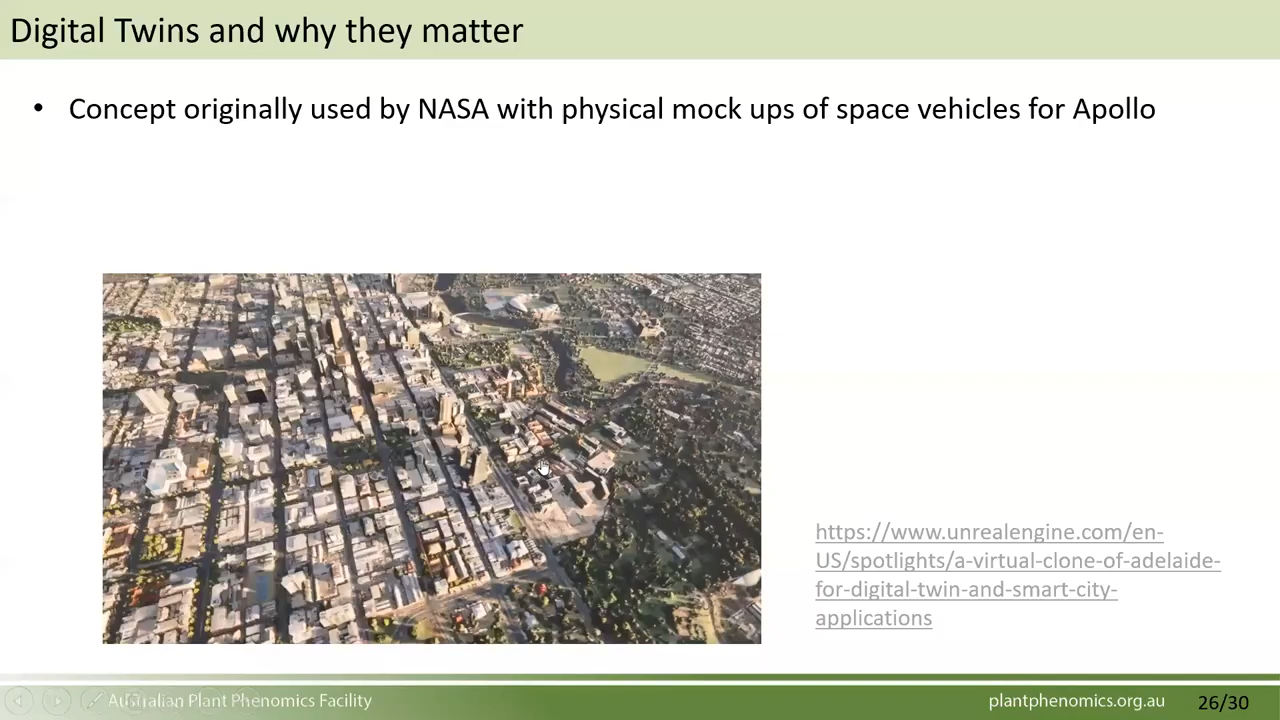 Digital Twins and why they matter
• Concept originally used by NASA with physical mock ups of space vehicles for Apollo
https://www.unrealengine.com/en-
US/spotlights/a-virtual-clone-of-adelaide-
for-digital-twin-and-smart-city-
applications
Australian Plant Phenomics Facility
plantphenomics.org.au
26/30